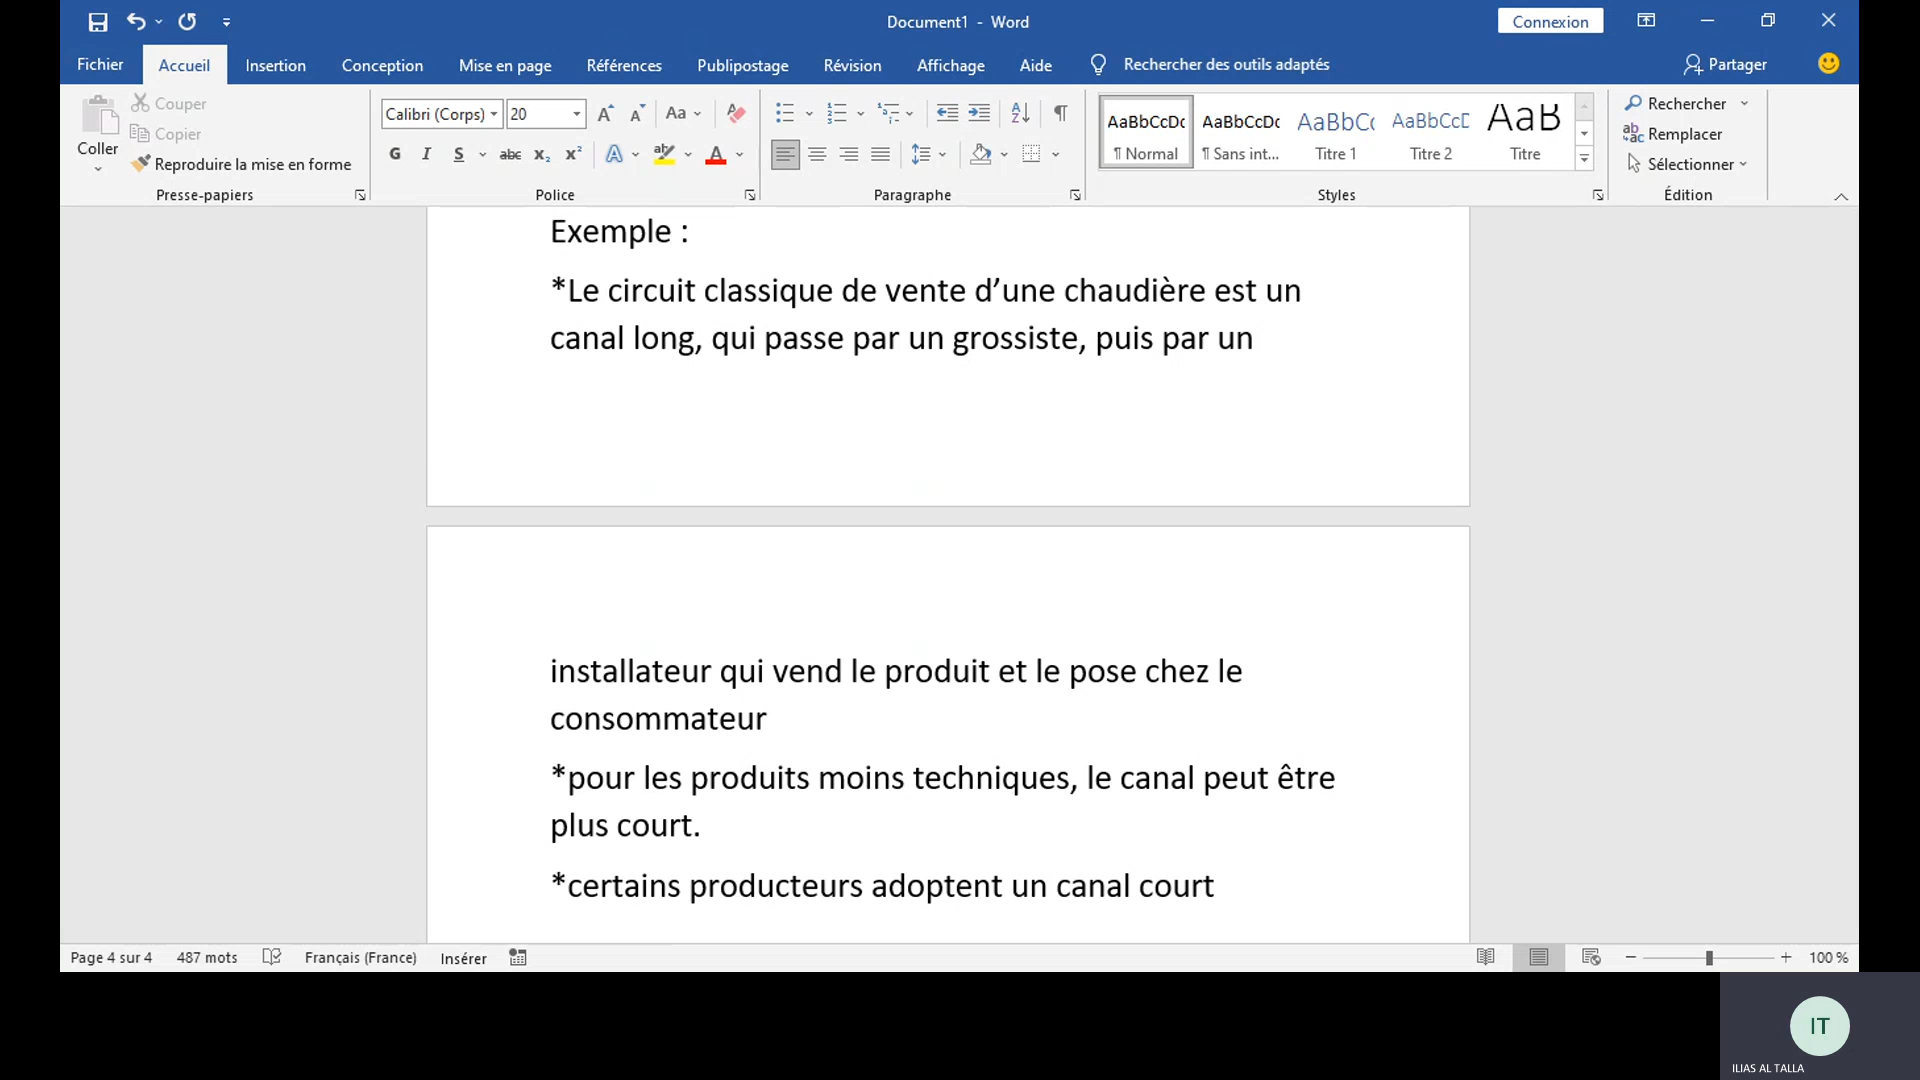 Document1 - Word
Connexion
Fichier Accueil Insertion Conception Mise en page Références Publipostage Révision Affichage Aide Rechercher des outils adaptés Partager
Coller
Couper
Copier
Reproduire la mise en forme
Presse-papiers
Calibri (Corps) 20 Aa
G I S abc x₂ x² A A
Police
Paragraphe
AaBbCcDc AaBbCcDc AaBbCc AaBbCcD AaB
¶ Normal ¶ Sans int... Titre 1 Titre 2 Titre
Styles
Rechercher
Remplacer
Sélectionner
Édition
Exemple :
*Le circuit classique de vente d’une chaudière est un
canal long, qui passe par un grossiste, puis par un
installateur qui vend le produit et le pose chez le
consommateur
*pour les produits moins techniques, le canal peut être
plus court.
*certains producteurs adoptent un canal court
Page 4 sur 4 487 mots Français (France) Insérer 100 %
IT
ILIAS AL TALLA